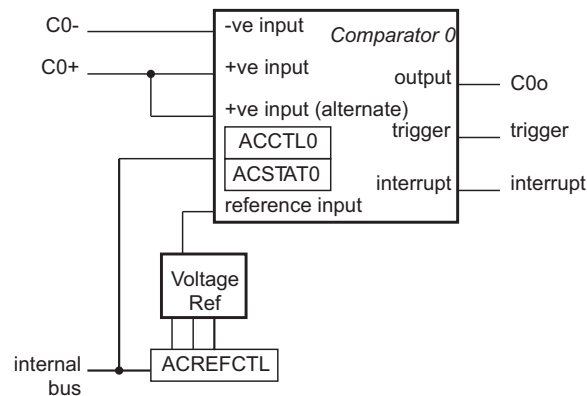 C0-
-ve input
Comparator 0
C0+
+ve input
output
C0o
+ve input (alternate)
ACCTL0
trigger
trigger
ACSTAT0
interrupt
interrupt
reference input
Voltage
Ref
internal
bus
ACREFCTL